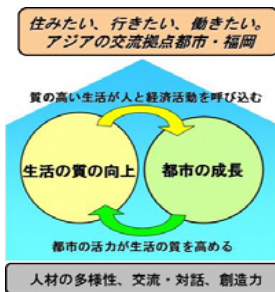 住みたい、行きたい、働きたい。
アジアの交流拠点都市・福岡
質の高い生活が人と経済活動を呼び込む
生活の質の向上
都市の成長
都市の活力が生活の質を高める
人材の多様性、交流・対話、創造力